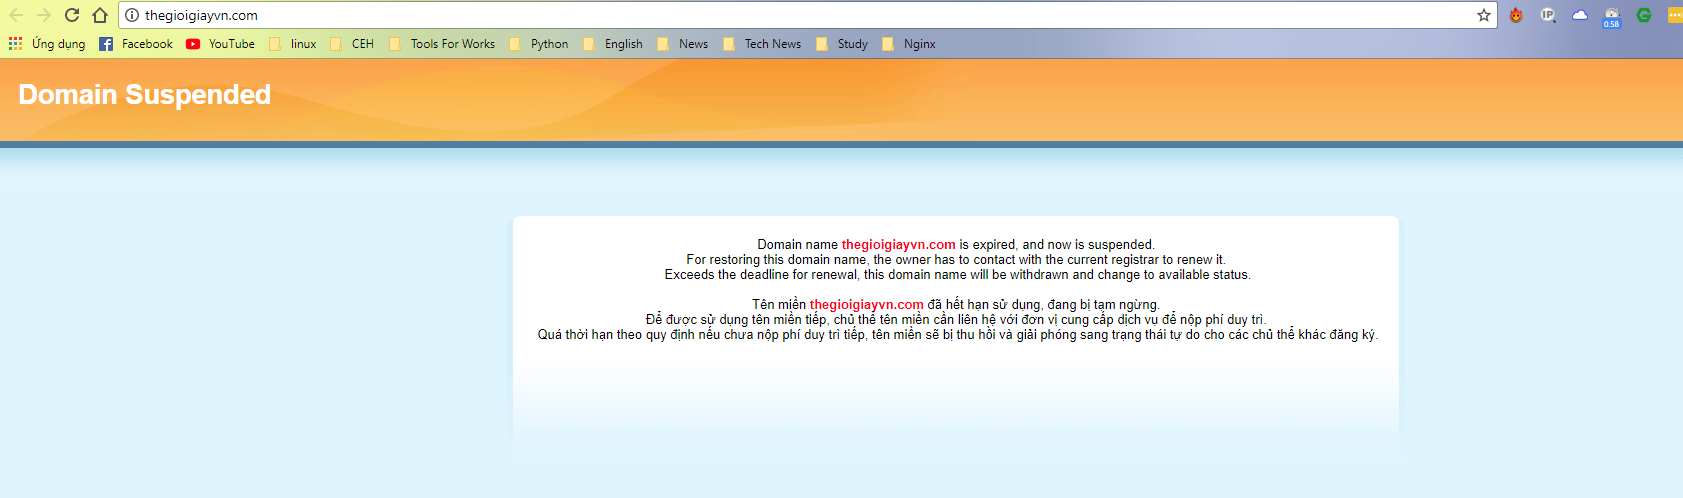 thegioigiayvn.com
Ứng dụng Facebook YouTube linux CEH Tools For Works Python English News Tech News Study Nginx
IP 0.58 G
Domain Suspended
Domain name thegioigiayvn.com is expired, and now is suspended.
For restoring this domain name, the owner has to contact with the current registrar to renew it.
Exceeds the deadline for renewal, this domain name will be withdrawn and change to available status.
Tên miền thegioigiayvn.com đã hết hạn sử dụng, đang bị tạm ngừng.
Để được sử dụng tên miền tiếp, chủ thể tên miền cần liên hệ với đơn vị cung cấp dịch vụ để nộp phí duy trì.
Quá thời hạn theo quy định nếu chưa nộp phí duy trì tiếp, tên miền sẽ bị thu hồi và giải phóng sang trạng thái tự do cho các chủ thể khác đăng ký.